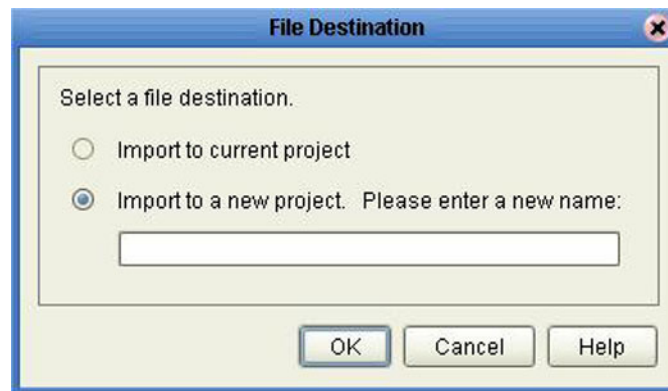 File Destination
Select a file destination.
Import to current project
Import to a new project. Please enter a new name:
OK Cancel Help